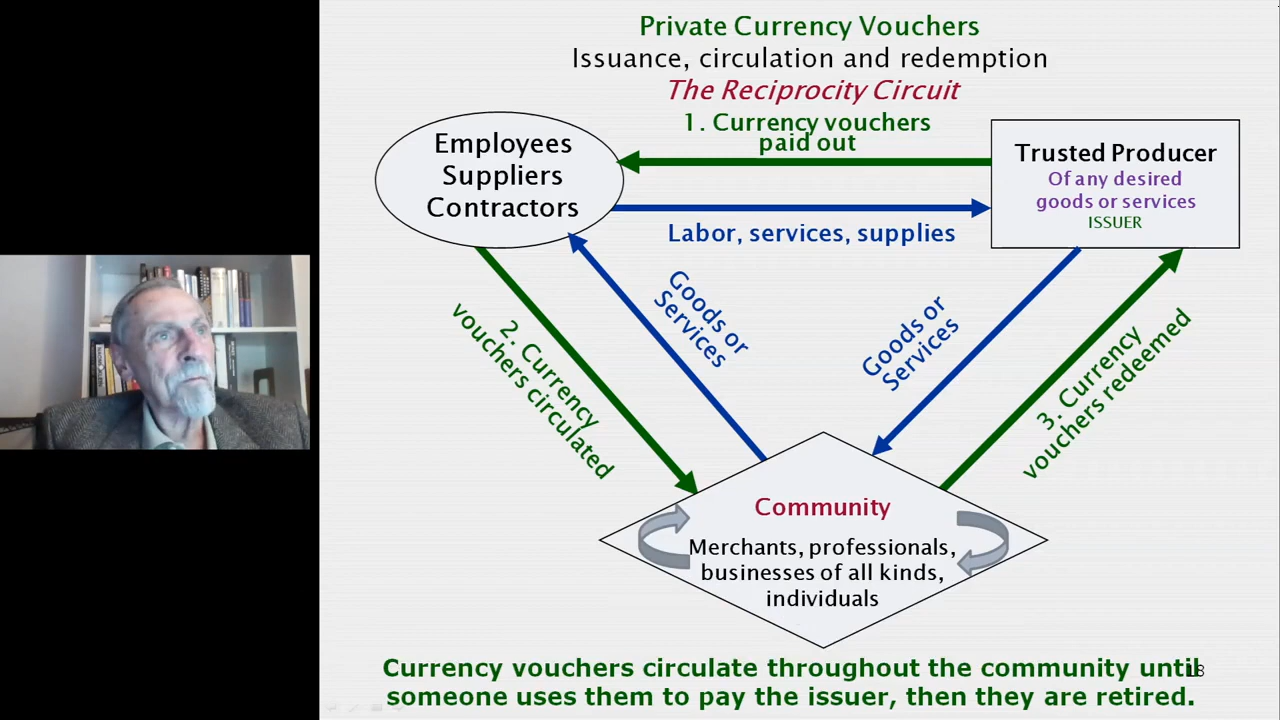 Private Currency Vouchers
Issuance, circulation and redemption
The Reciprocity Circuit
1. Currency vouchers
paid out
Employees
Suppliers
Contractors
Trusted Producer
Of any desired
goods or services
ISSUER
Labor, services, supplies
2. Currency
vouchers circulated
Goods or
Services
Goods or
Services
3. Currency
vouchers redeemed
Community
Merchants, professionals,
businesses of all kinds,
individuals
Currency vouchers circulate throughout the community until
someone uses them to pay the issuer, then they are retired.